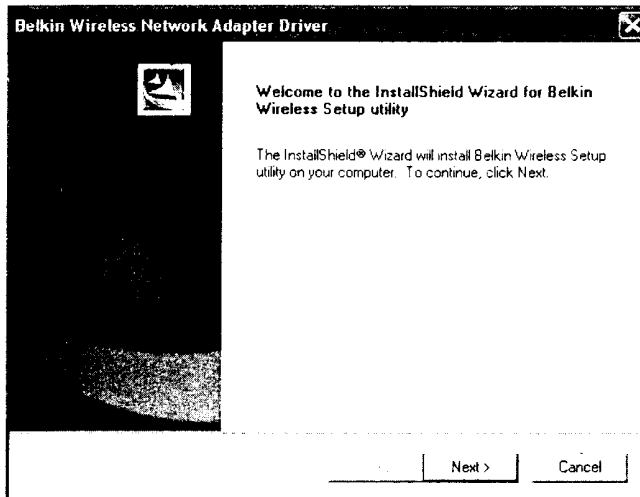 Belkin Wireless Network Adapter Driver
Welcome to the InstallShield Wizard for Belkin
Wireless Setup utility
The InstallShield® Wizard will install Belkin Wireless Setup
utility on your computer. To continue, click Next.
Next >
Cancel